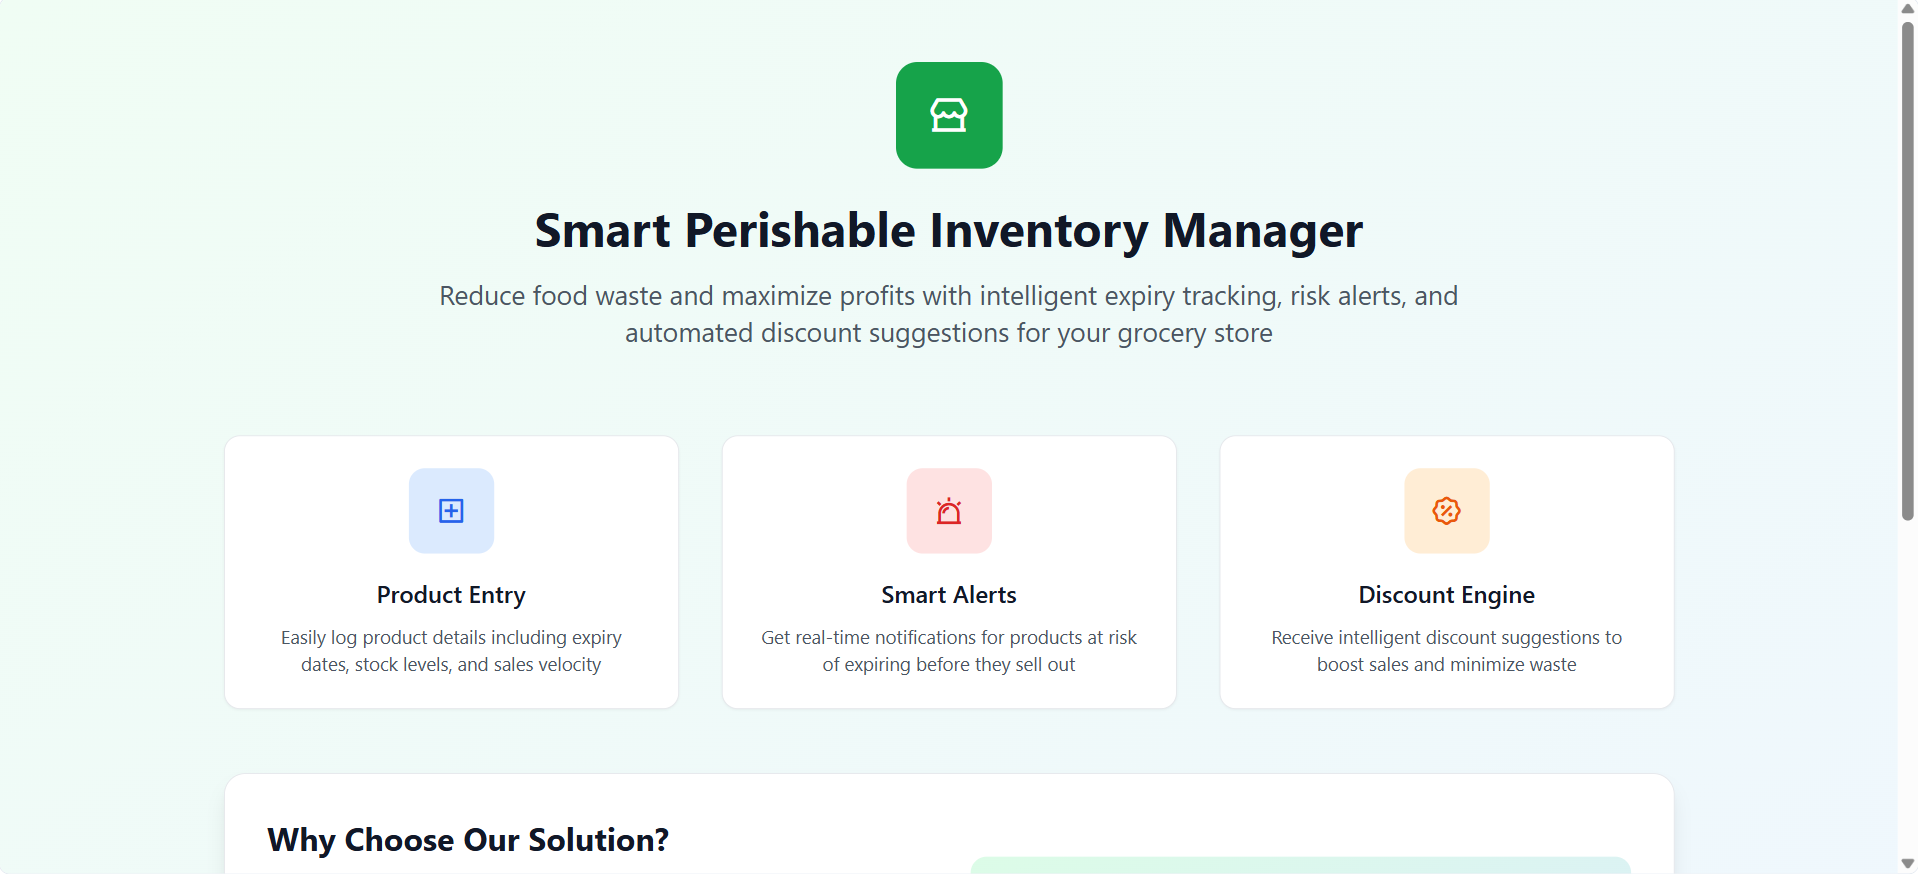 Smart Perishable Inventory Manager
Reduce food waste and maximize profits with intelligent expiry tracking, risk alerts, and
automated discount suggestions for your grocery store
Product Entry
Easily log product details including expiry
dates, stock levels, and sales velocity
Smart Alerts
Get real-time notifications for products at risk
of expiring before they sell out
Discount Engine
Receive intelligent discount suggestions to
boost sales and minimize waste
Why Choose Our Solution?